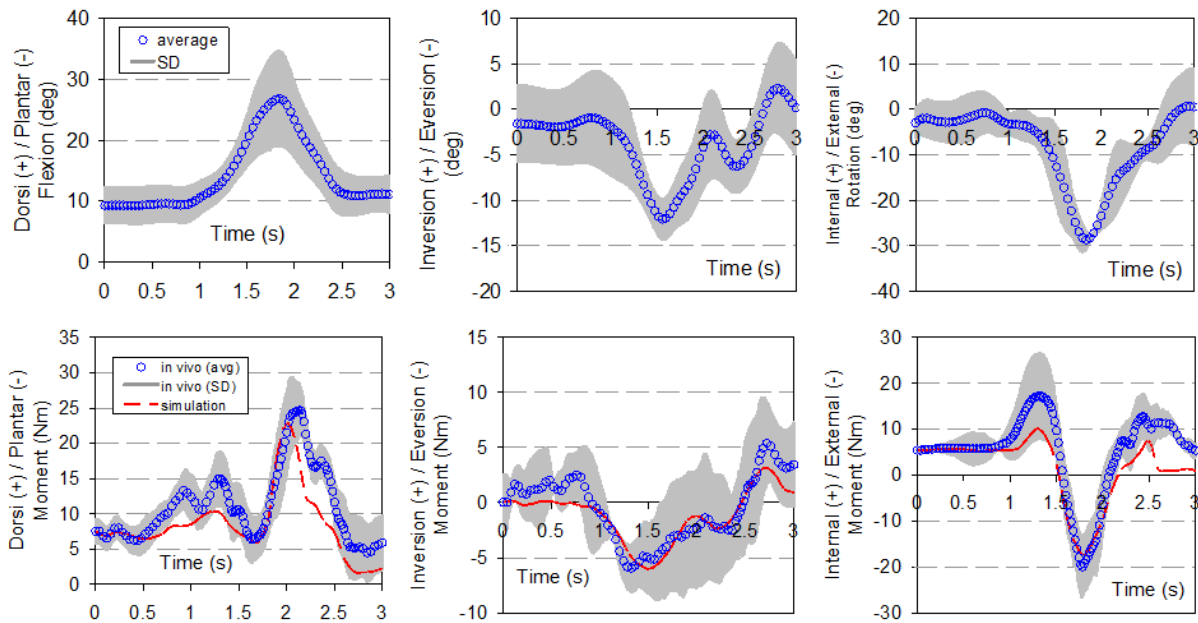 Dorsi (+) / Plantar (-)
Flexion (deg)
40
30
20
10
0
average
SD
Time (s)
0 0.5 1 1.5 2 2.5 3
Inversion (+) / Eversion (-)
(deg)
10
5
0
-5
-10
-15
-20
0 0.5 1 1.5 2 2.5 3
Time (s)
Internal (+) / External (-)
Rotation (deg)
20
10
0
-10
-20
-30
-40
0 0.5 1 1.5 2 2.5 3
Time (s)
Dorsi (+) / Plantar (-)
Moment (Nm)
35
30
25
20
15
10
5
0
in vivo (avg)
in vivo (SD)
simulation
Time (s)
0 0.5 1 1.5 2 2.5 3
Inversion (+) / Eversion (-)
Moment (Nm)
15
10
5
0
-5
-10
0 0.5 1 1.5 2 2.5 3
Time (s)
Internal (+) / External (-)
Moment (Nm)
30
20
10
0
-10
-20
-30
0 0.5 1 1.5 2 2.5 3
Time (s)